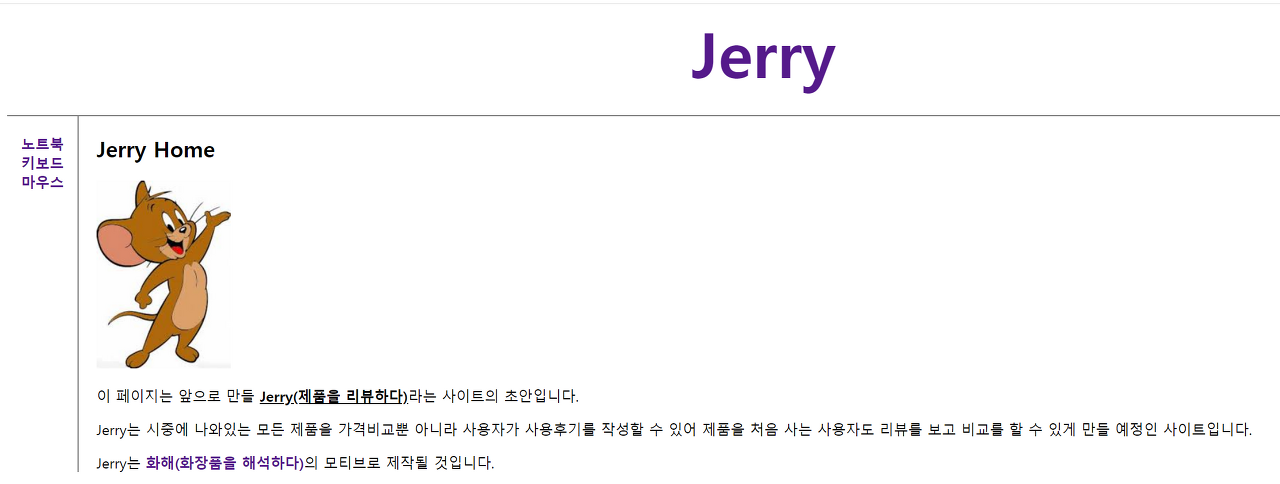 Jerry
노트북
키보드
마우스
Jerry Home
이 페이지는 앞으로 만들 Jerry(제품을 리뷰하다)라는 사이트의 초안입니다.
Jerry는 시중에 나와있는 모든 제품을 가격비교뿐 아니라 사용자가 사용후기를 작성할 수 있어 제품을 처음 사는 사용자도 리뷰를 보고 비교를 할 수 있게 만들 예정인 사이트입니다.
Jerry는 화해(화장품을 해석하다)의 모티브로 제작될 것입니다.